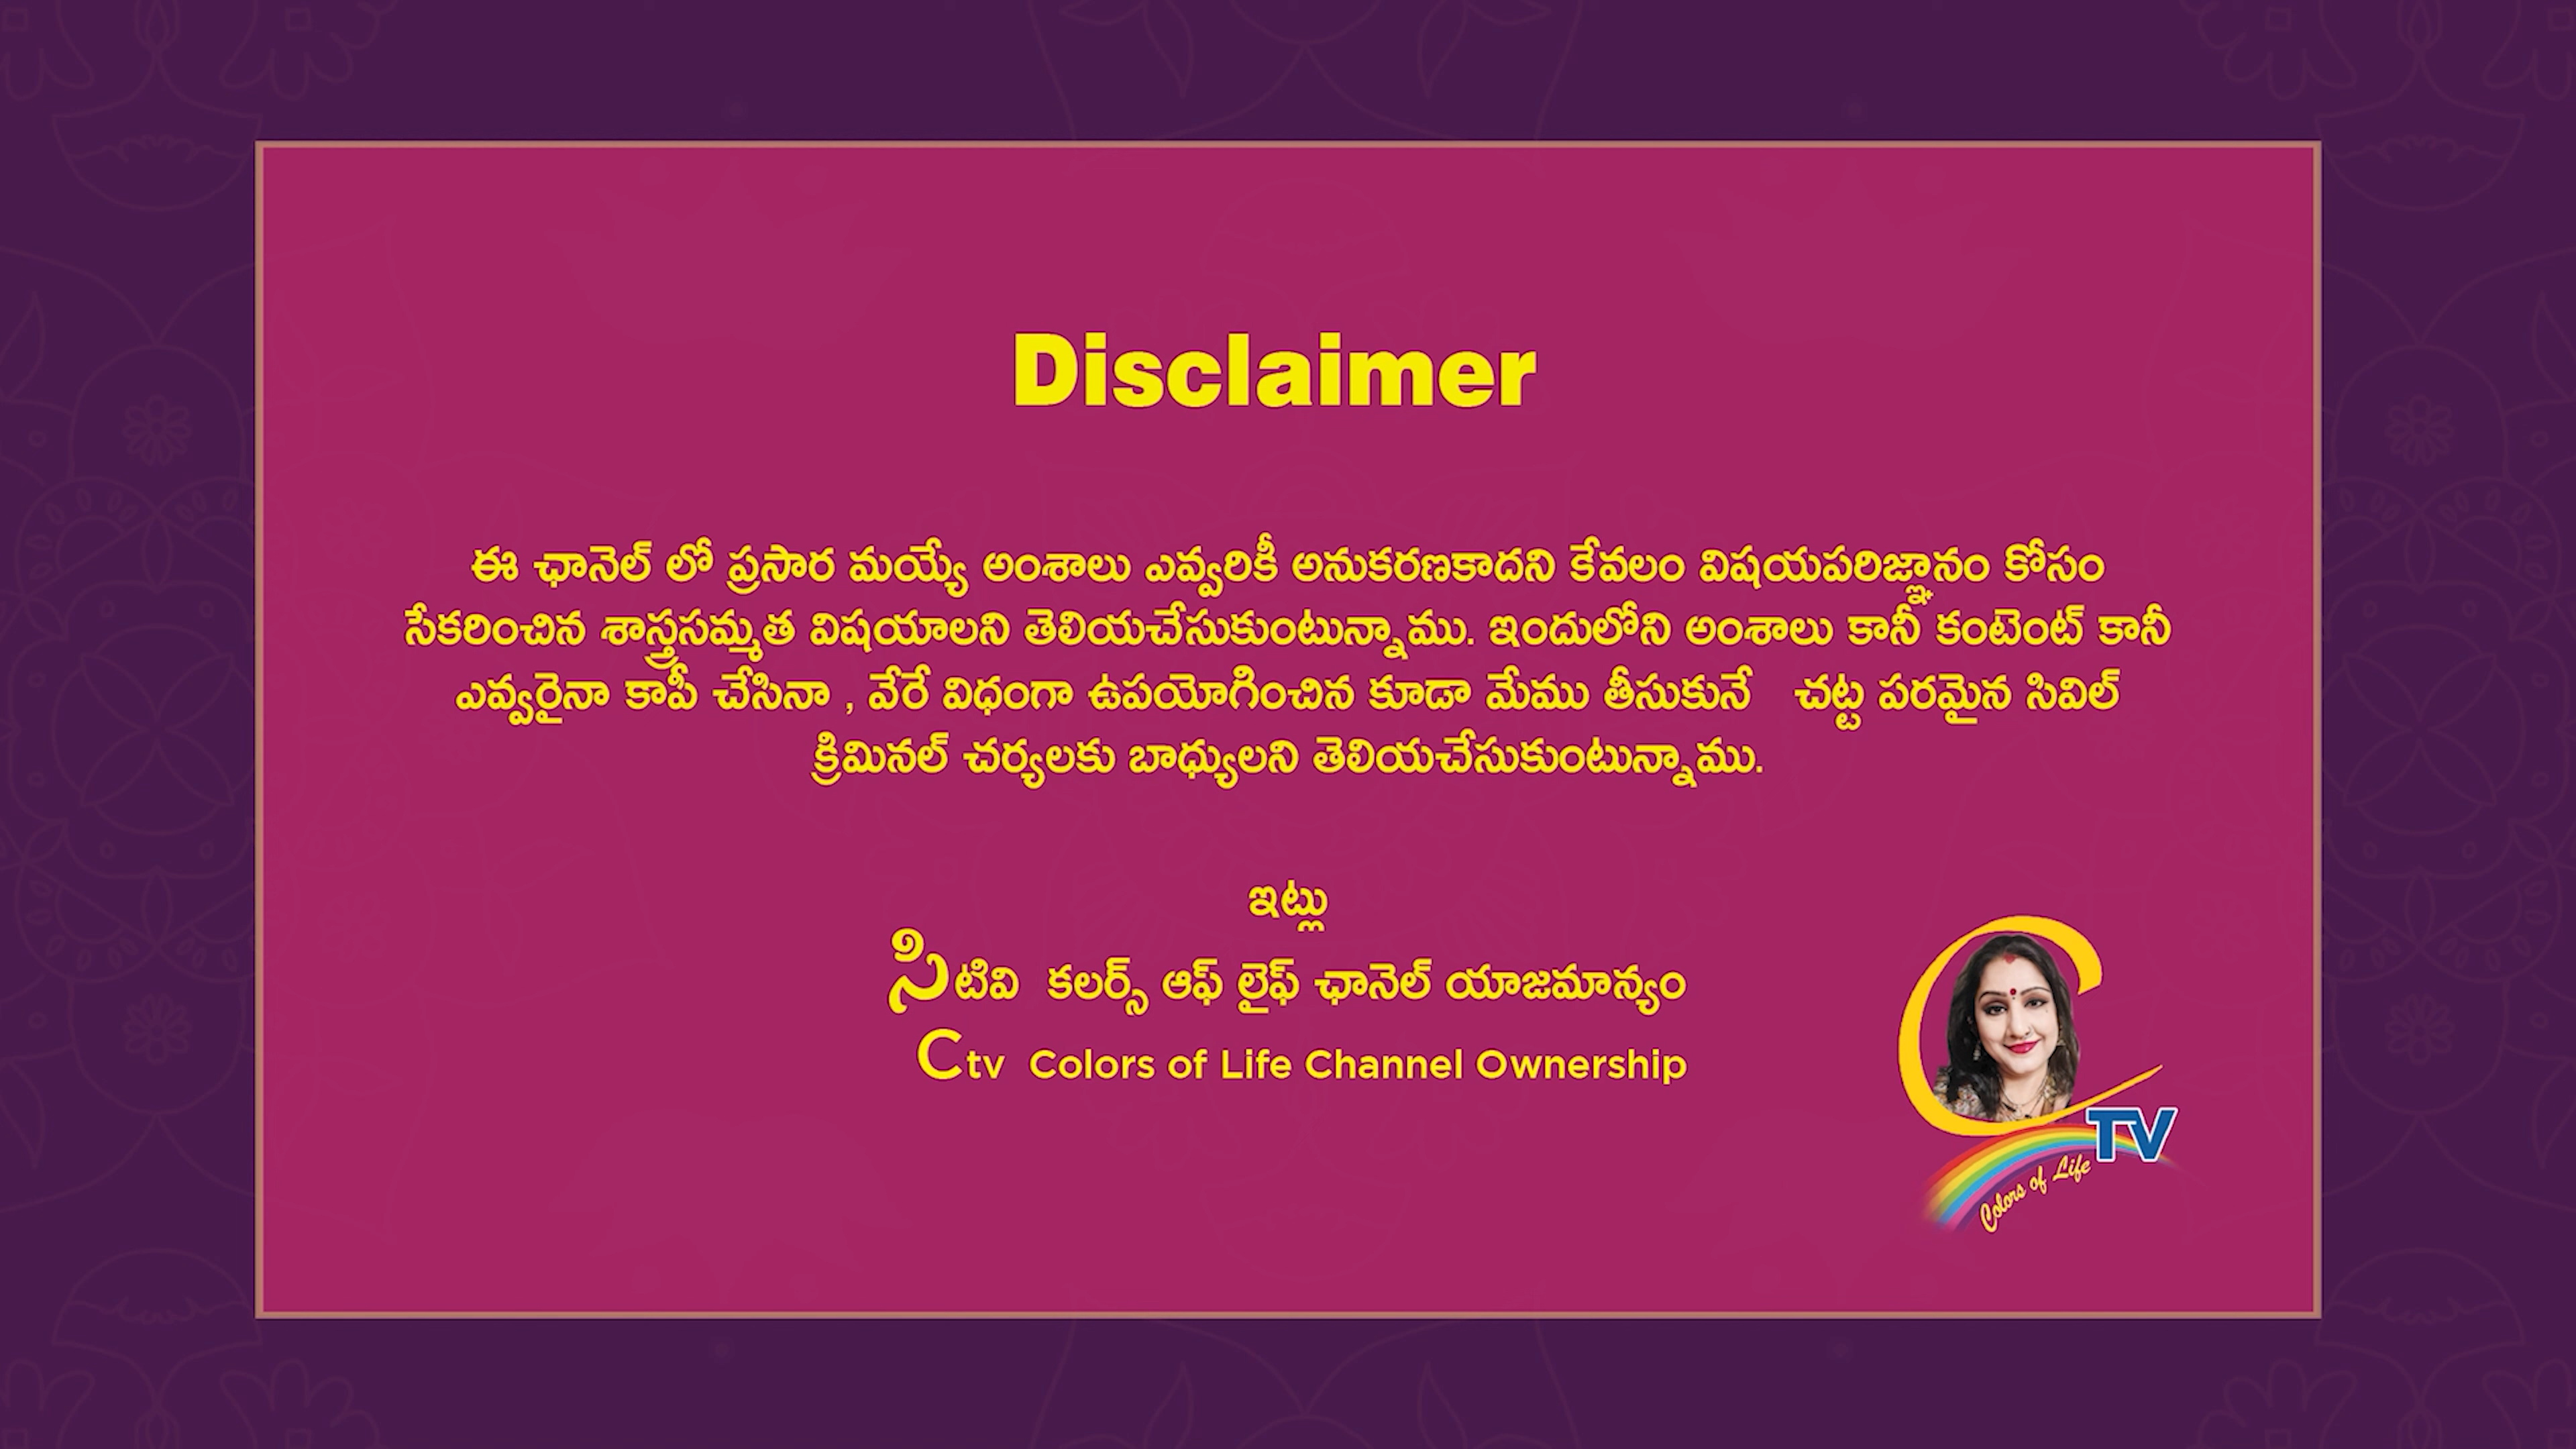 Disclaimer
ఈ ఛానెల్ లో ప్రసార మయ్యే అంశాలు ఎవ్వరికీ అనుకరణకాదని కేవలం విషయపరిజ్ఞానం కోసం
సేకరించిన శాస్త్రసమ్మత విషయాలని తెలియచేసుకుంటున్నాము. ఇందులోని అంశాలు కానీ కంటెంట్ కానీ
ఎవ్వరైనా కాపీ చేసినా , వేరే విధంగా ఉపయోగించిన కూడా మేము తీసుకునే చట్ట పరమైన సివిల్
క్రిమినల్ చర్యలకు బాధ్యులని తెలియచేసుకుంటున్నాము.
ఇట్లు
సిటివి కలర్స్ ఆఫ్ లైఫ్ ఛానెల్ యాజమాన్యం
Ctv Colors of Life Channel Ownership
C TV
Colors of Life